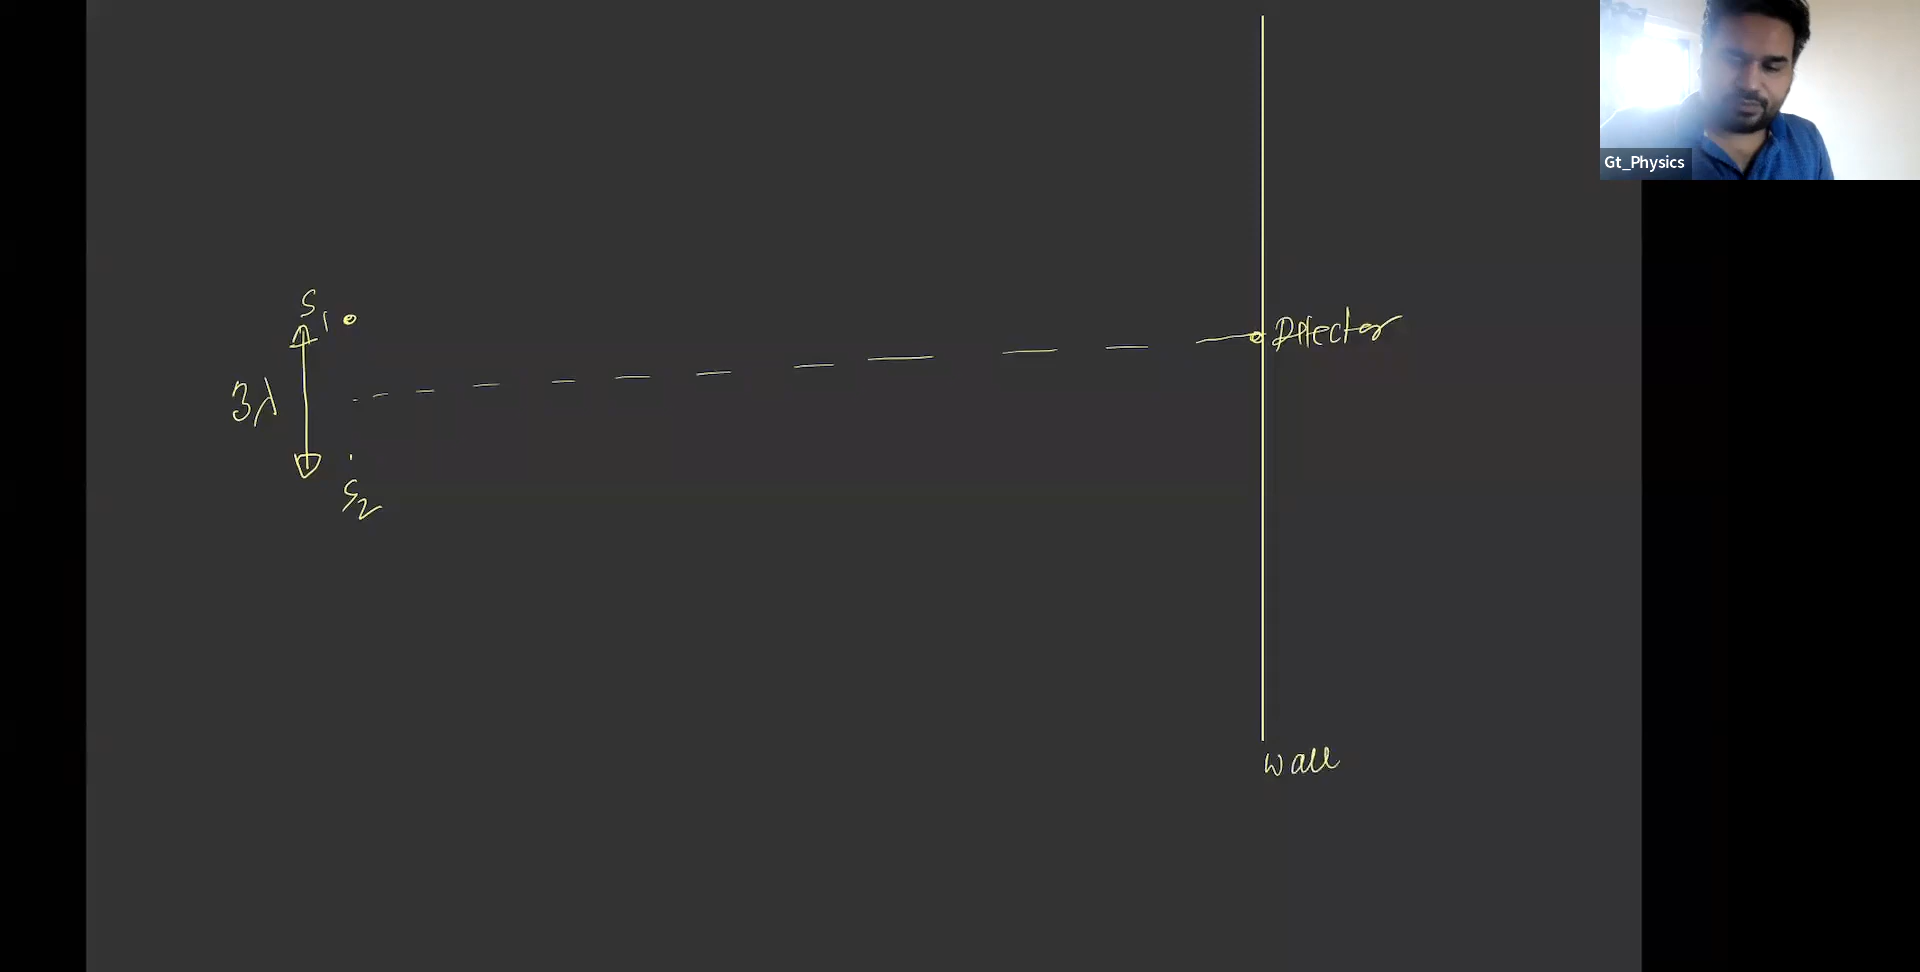 Gt_Physics
S1
Detector
3λ
S2
wall